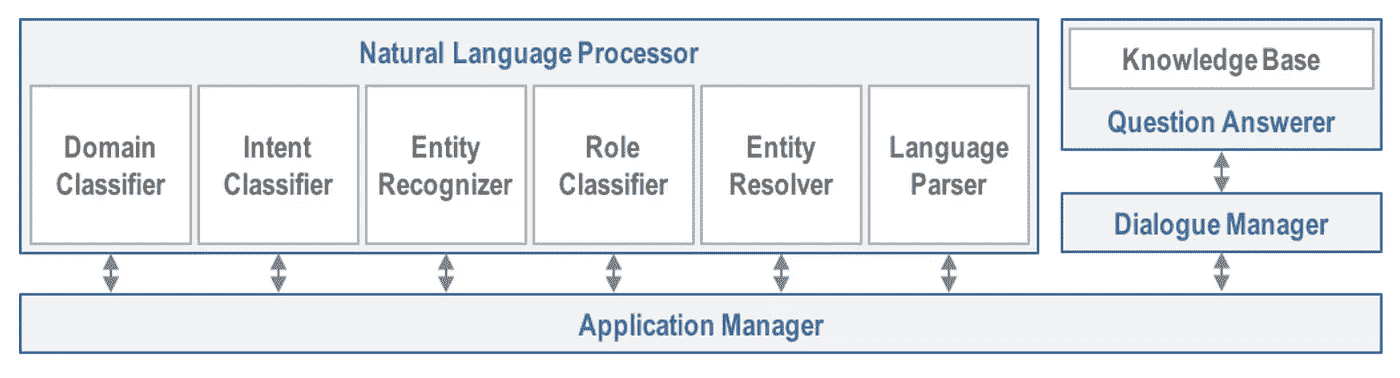 Natural Language Processor
Domain
Classifier
Intent
Classifier
Entity
Recognizer
Role
Classifier
Entity
Resolver
Language
Parser
Knowledge Base
Question Answerer
Dialogue Manager
Application Manager